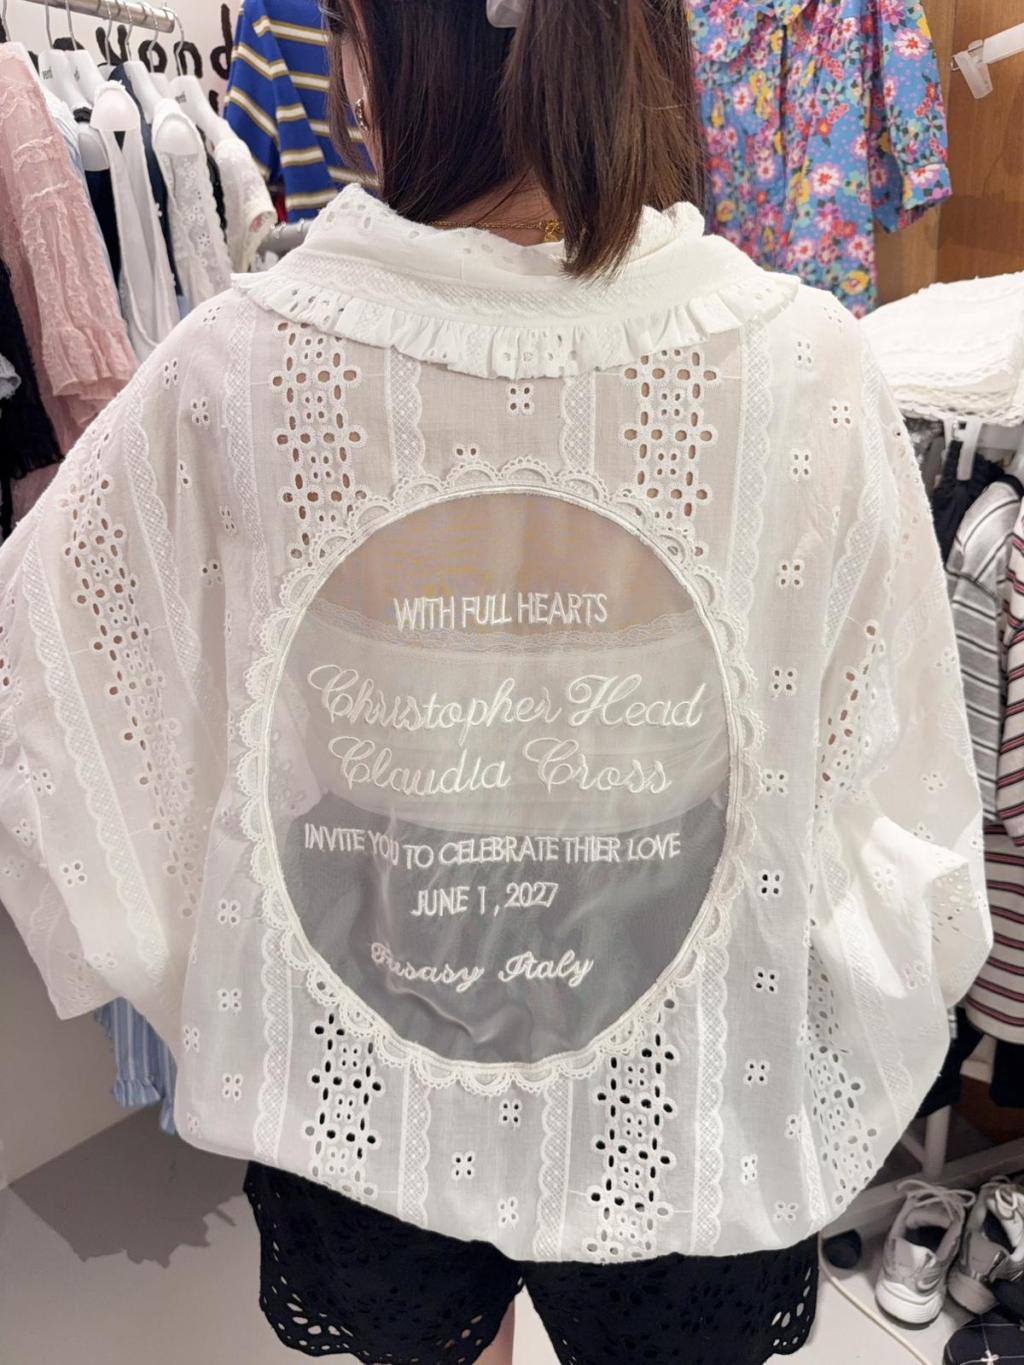 WITH FULL HEARTS
Christopher Head
Claudia Cross
INVITE YOU TO CELEBRATE THIER LOVE
JUNE 1, 2027
Italy